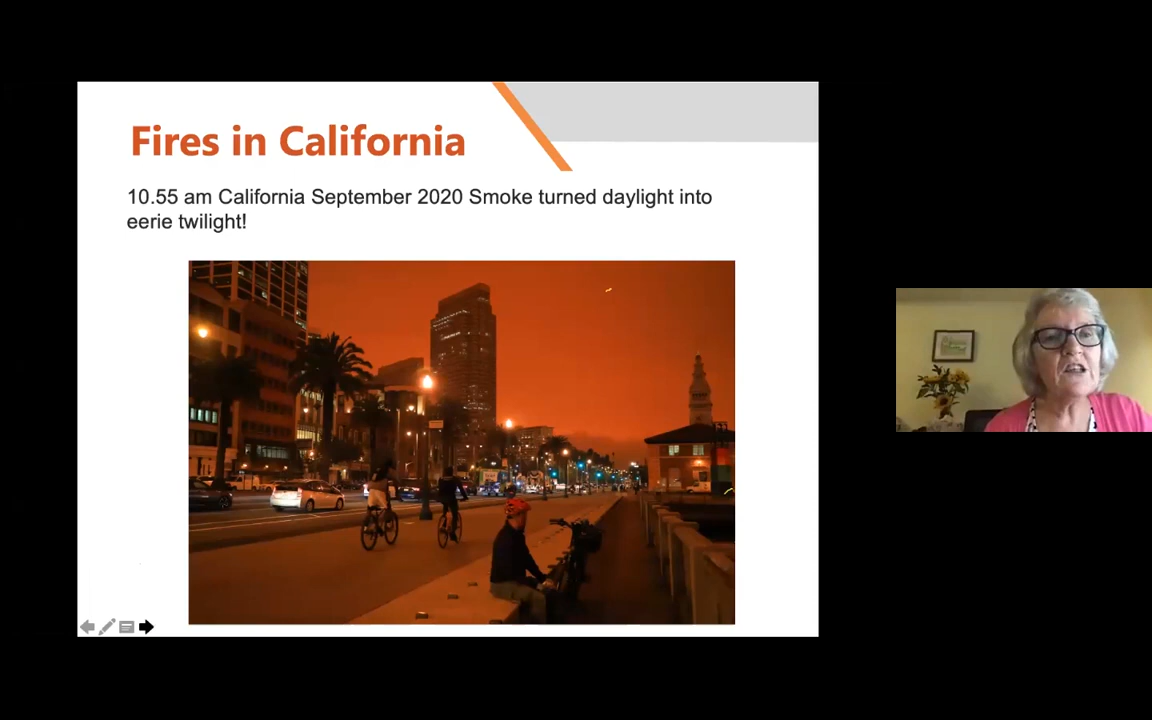 Fires in California
10.55 am California September 2020 Smoke turned daylight into
eerie twilight!